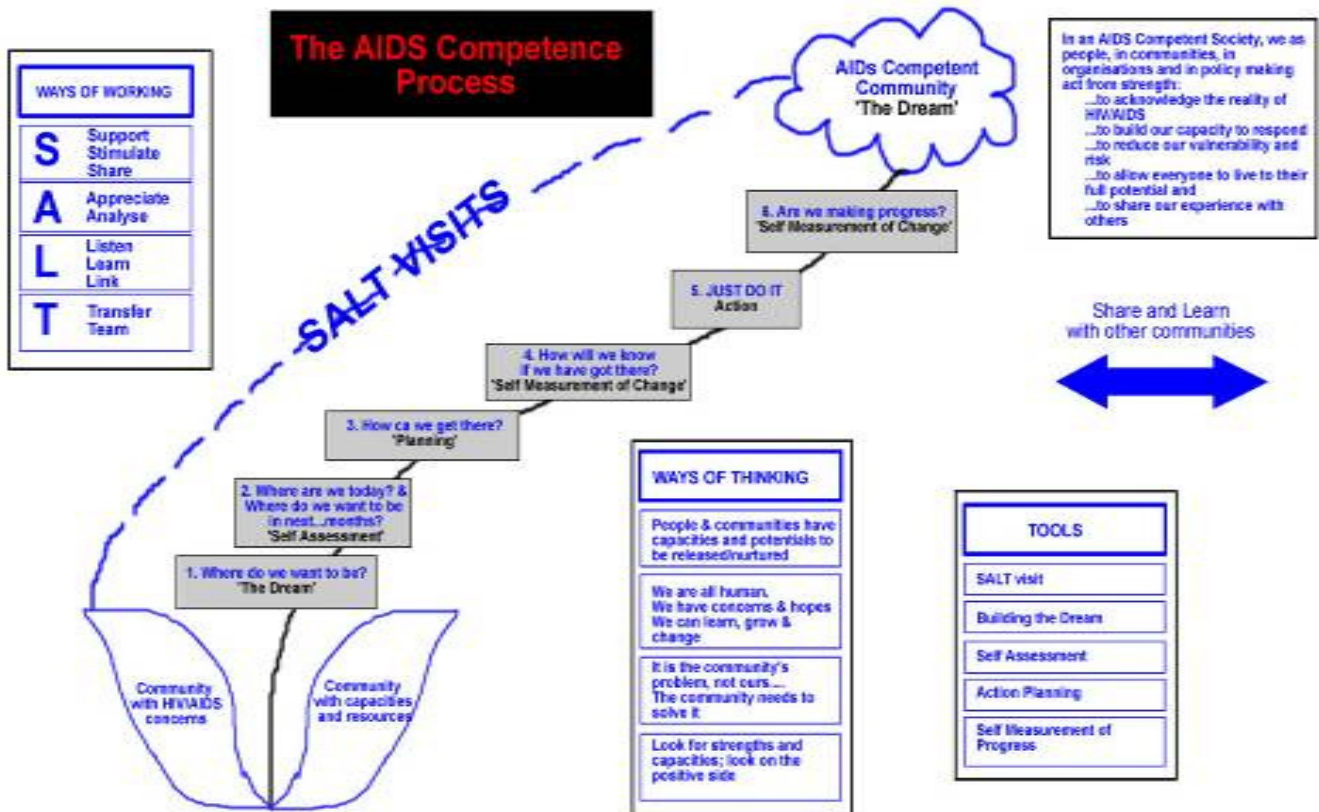 The AIDS Competence
Process
WAYS OF WORKING
S
Support
Stimulate
Share
A
Appreciate
Analyse
L
Listen
Learn
Link
T
Transfer
Team
SALT VISITS
AIDs Competent
Community
'The Dream'
In an AIDS Competent Society, we as
people, in communities, in
organisations and in policy making
act from strength:
...to acknowledge the reality of
HIV/AIDS
...to build our capacity to respond
...to reduce our vulnerability and
risk
...to allow everyone to live to their
full potential and
...to share our experience with
others
6. Are we making progress?
'Self Measurement of Change'
5. JUST DO IT
Action
4. How will we know
if we have got there?
'Self Measurement of Change'
3. How ca we get there?
'Planning'
2. Where are we today? &
Where do we want to be
in next...months?
'Self Assessment'
1. Where do we want to be?
'The Dream'
Community
with HIV/AIDS
concerns
Community
with capacities
and resources
Share and Learn
with other communities
WAYS OF THINKING
People & communities have
capacities and potentials to
be released/nurtured
We are all human.
We have concerns & hopes
We can learn, grow &
change
It is the community's
problem, not ours....
The community needs to
solve it
Look for strengths and
capacities; look on the
positive side
TOOLS
SALT visit
Building the Dream
Self Assessment
Action Planning
Self Measurement of
Progress